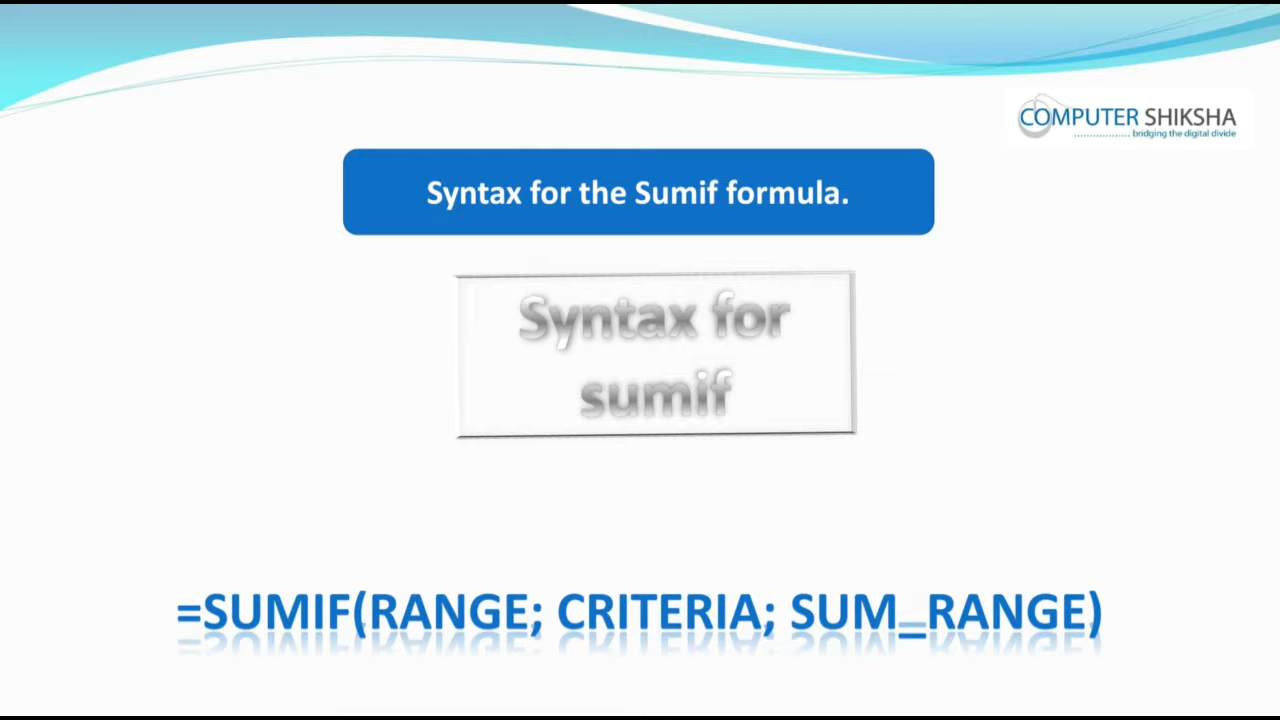 COMPUTER SHIKSHA
bridging the digital divide
Syntax for the Sumif formula.
Syntax for
sumif
=SUMIF(RANGE; CRITERIA; SUM_RANGE)